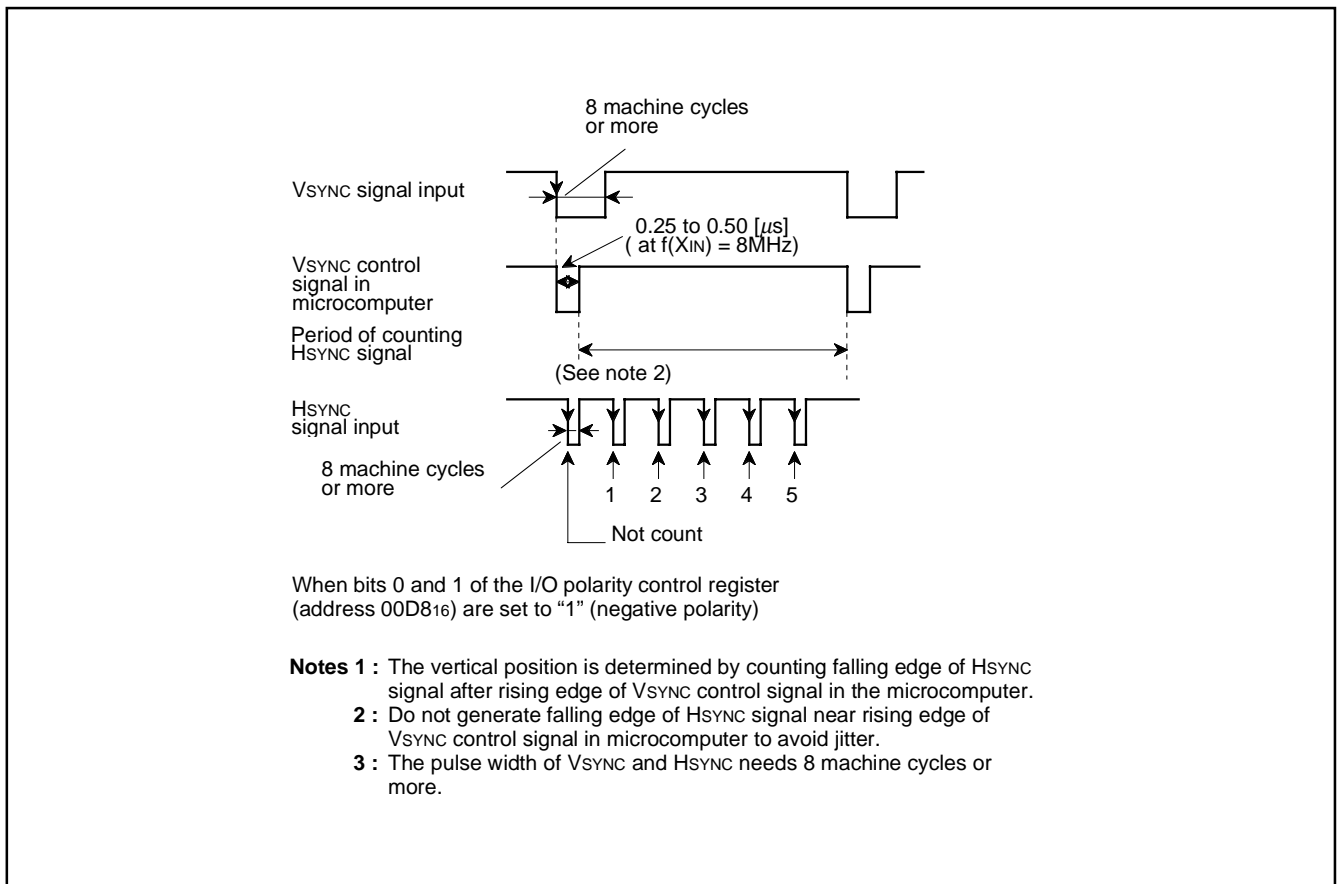 8 machine cycles
or more
VSYNC signal input
0.25 to 0.50 [μs]
( at f(XIN) = 8MHz)
VSYNC control
signal in
microcomputer
Period of counting
HSYNC signal
(See note 2)
HSYNC
signal input
8 machine cycles
or more
1 2 3 4 5
Not count
When bits 0 and 1 of the I/O polarity control register
(address 00D816) are set to “1” (negative polarity)
Notes 1 : The vertical position is determined by counting falling edge of HSYNC
signal after rising edge of VSYNC control signal in the microcomputer.
2 : Do not generate falling edge of HSYNC signal near rising edge of
VSYNC control signal in microcomputer to avoid jitter.
3 : The pulse width of VSYNC and HSYNC needs 8 machine cycles or
more.